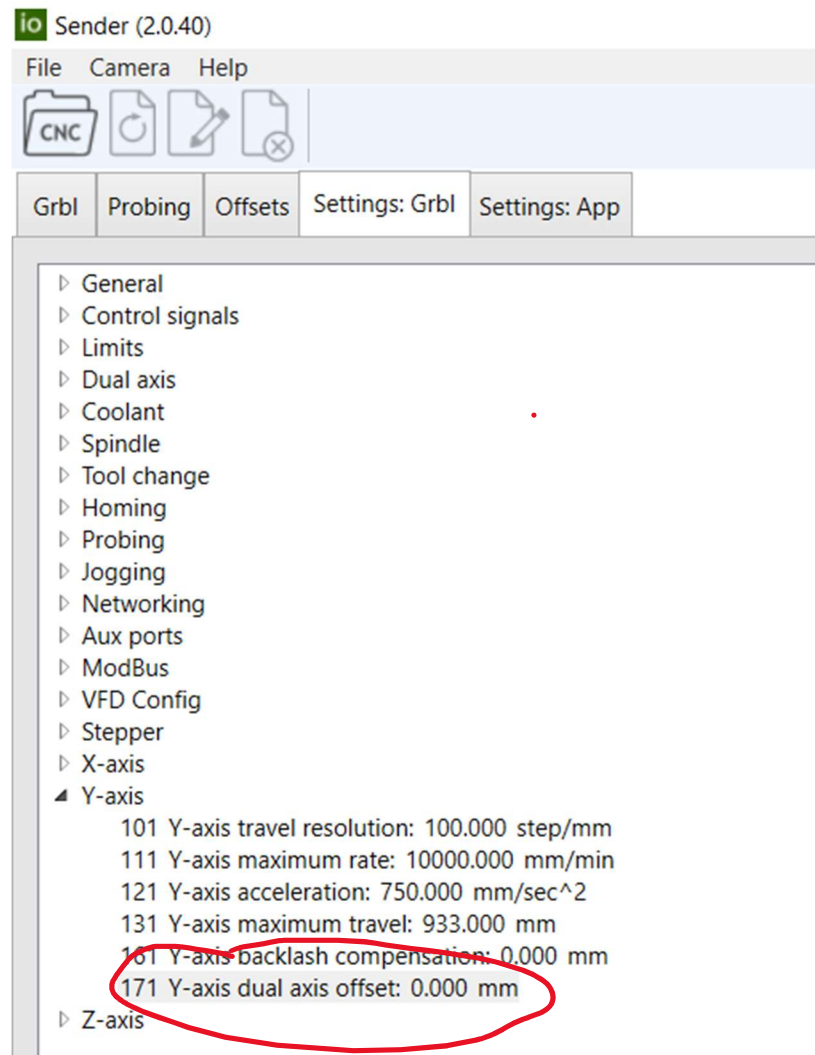 io Sender (2.0.40)
File Camera Help
CNC
Grbl Probing Offsets Settings: Grbl Settings: App
General
Control signals
Limits
Dual axis
Coolant
Spindle
Tool change
Homing
Probing
Jogging
Networking
Aux ports
ModBus
VFD Config
Stepper
X-axis
Y-axis
101 Y-axis travel resolution: 100.000 step/mm
111 Y-axis maximum rate: 10000.000 mm/min
121 Y-axis acceleration: 750.000 mm/sec^2
131 Y-axis maximum travel: 933.000 mm
161 Y-axis backlash compensation: 0.000 mm
171 Y-axis dual axis offset: 0.000 mm
Z-axis